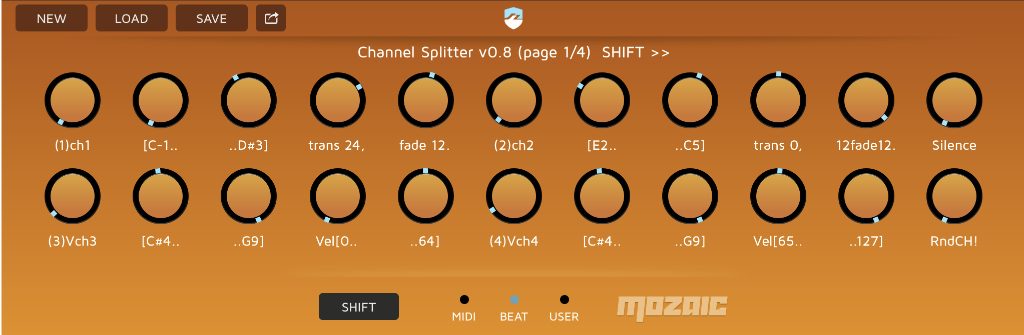 NEW LOAD SAVE
Channel Splitter v0.8 (page 1/4) SHIFT >>
(1)ch1 [C-1.. ..D#3] trans 24, fade 12. (2)ch2 [E2.. ..C5] trans 0, 12fade12. Silence
(3)Vch3 [C#4.. ..G9] Vel[0.. ..64] (4)Vch4 [C#4.. ..G9] Vel[65.. ..127] RndCH!
SHIFT MIDI BEAT USER mozaic